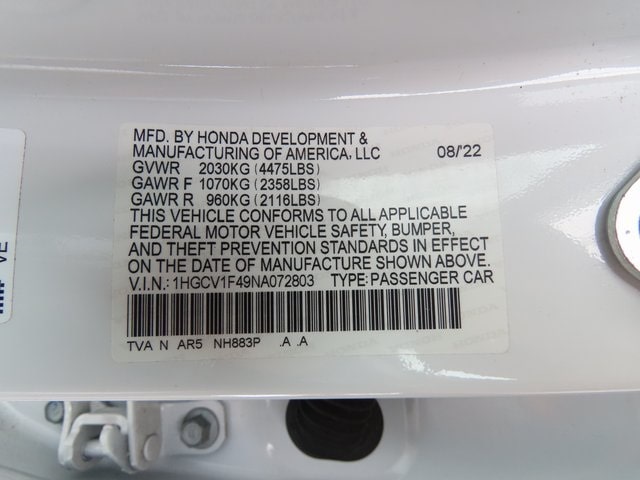 MFD. BY HONDA DEVELOPMENT &
MANUFACTURING OF AMERICA, LLC 08/22
GVWR 2030KG (4475LBS)
GAWR F 1070KG (2358LBS)
GAWR R 960KG (2116LBS)
THIS VEHICLE CONFORMS TO ALL APPLICABLE
FEDERAL MOTOR VEHICLE SAFETY, BUMPER,
AND THEFT PREVENTION STANDARDS IN EFFECT
ON THE DATE OF MANUFACTURE SHOWN ABOVE.
V.I.N.: 1HGCV1F49NA072803 TYPE: PASSENGER CAR
TVA N AR5 NH883P .A .A
VE